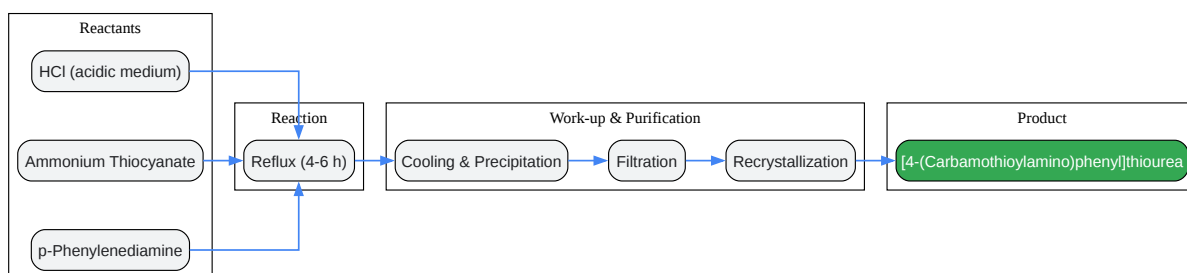 Reactants
HCl (acidic medium)
Ammonium Thiocyanate
p-Phenylenediamine
Reaction
Reflux (4-6 h)
Work-up & Purification
Cooling & Precipitation
Filtration
Recrystallization
Product
[4-(Carbamothioylamino)phenyl]thiourea